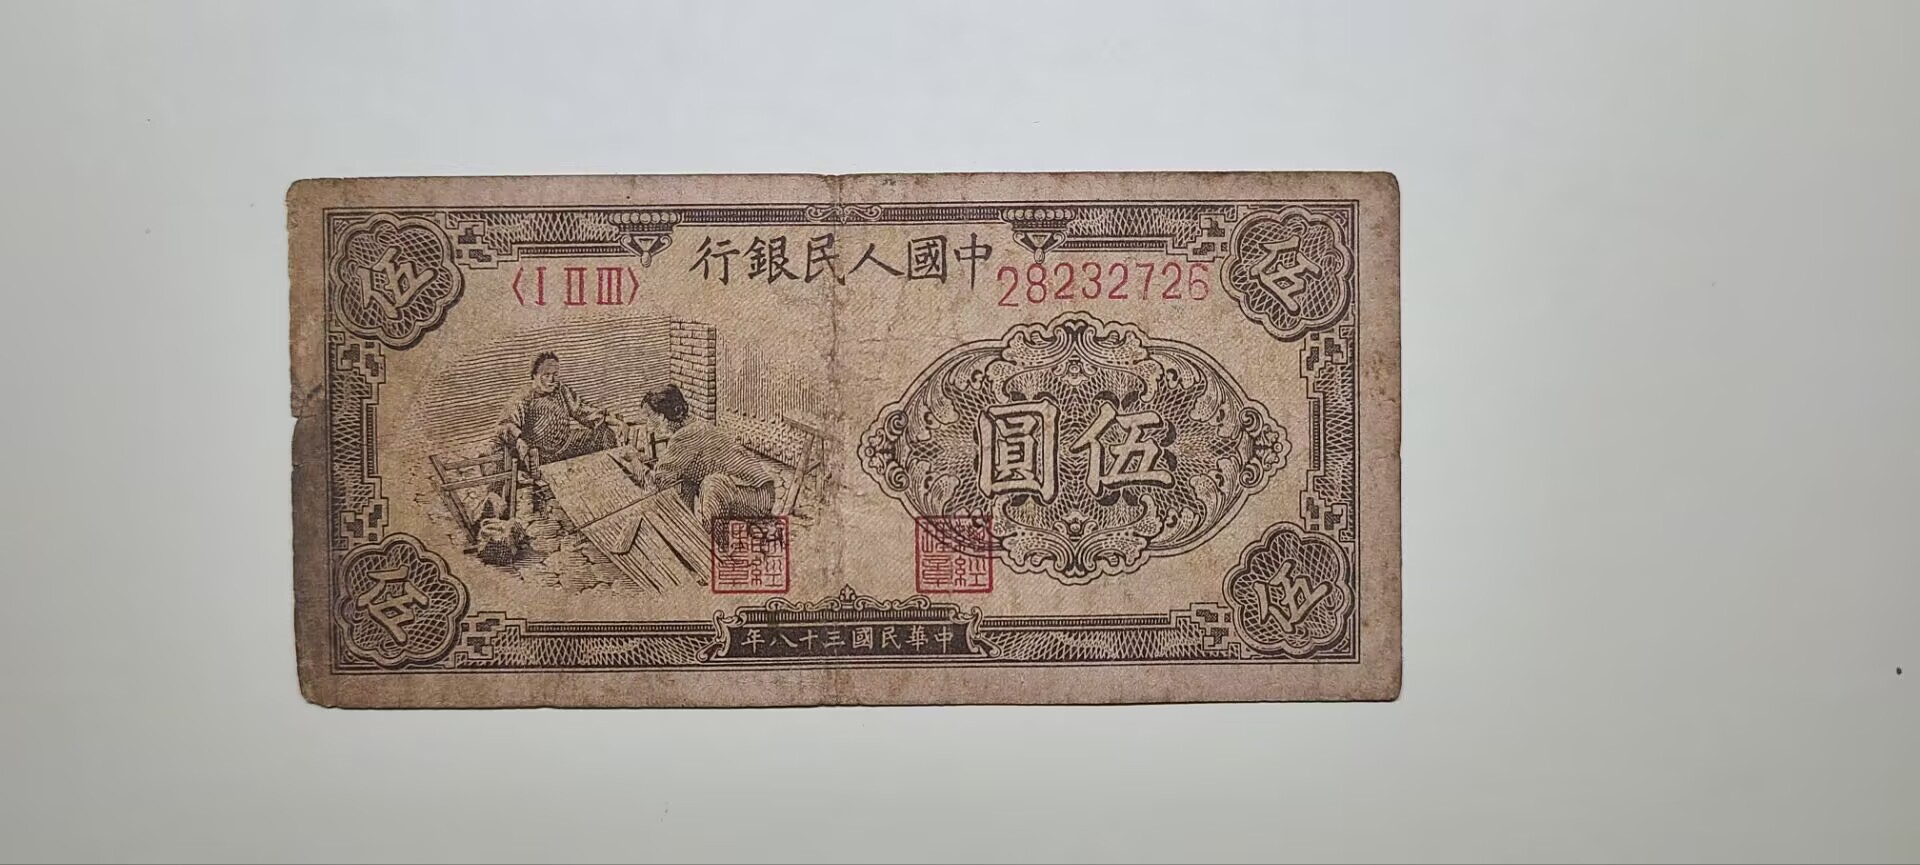 中國人民銀行
〈I II III〉
28232726
伍
伍
伍圓
伍
伍
中華民國三十八年